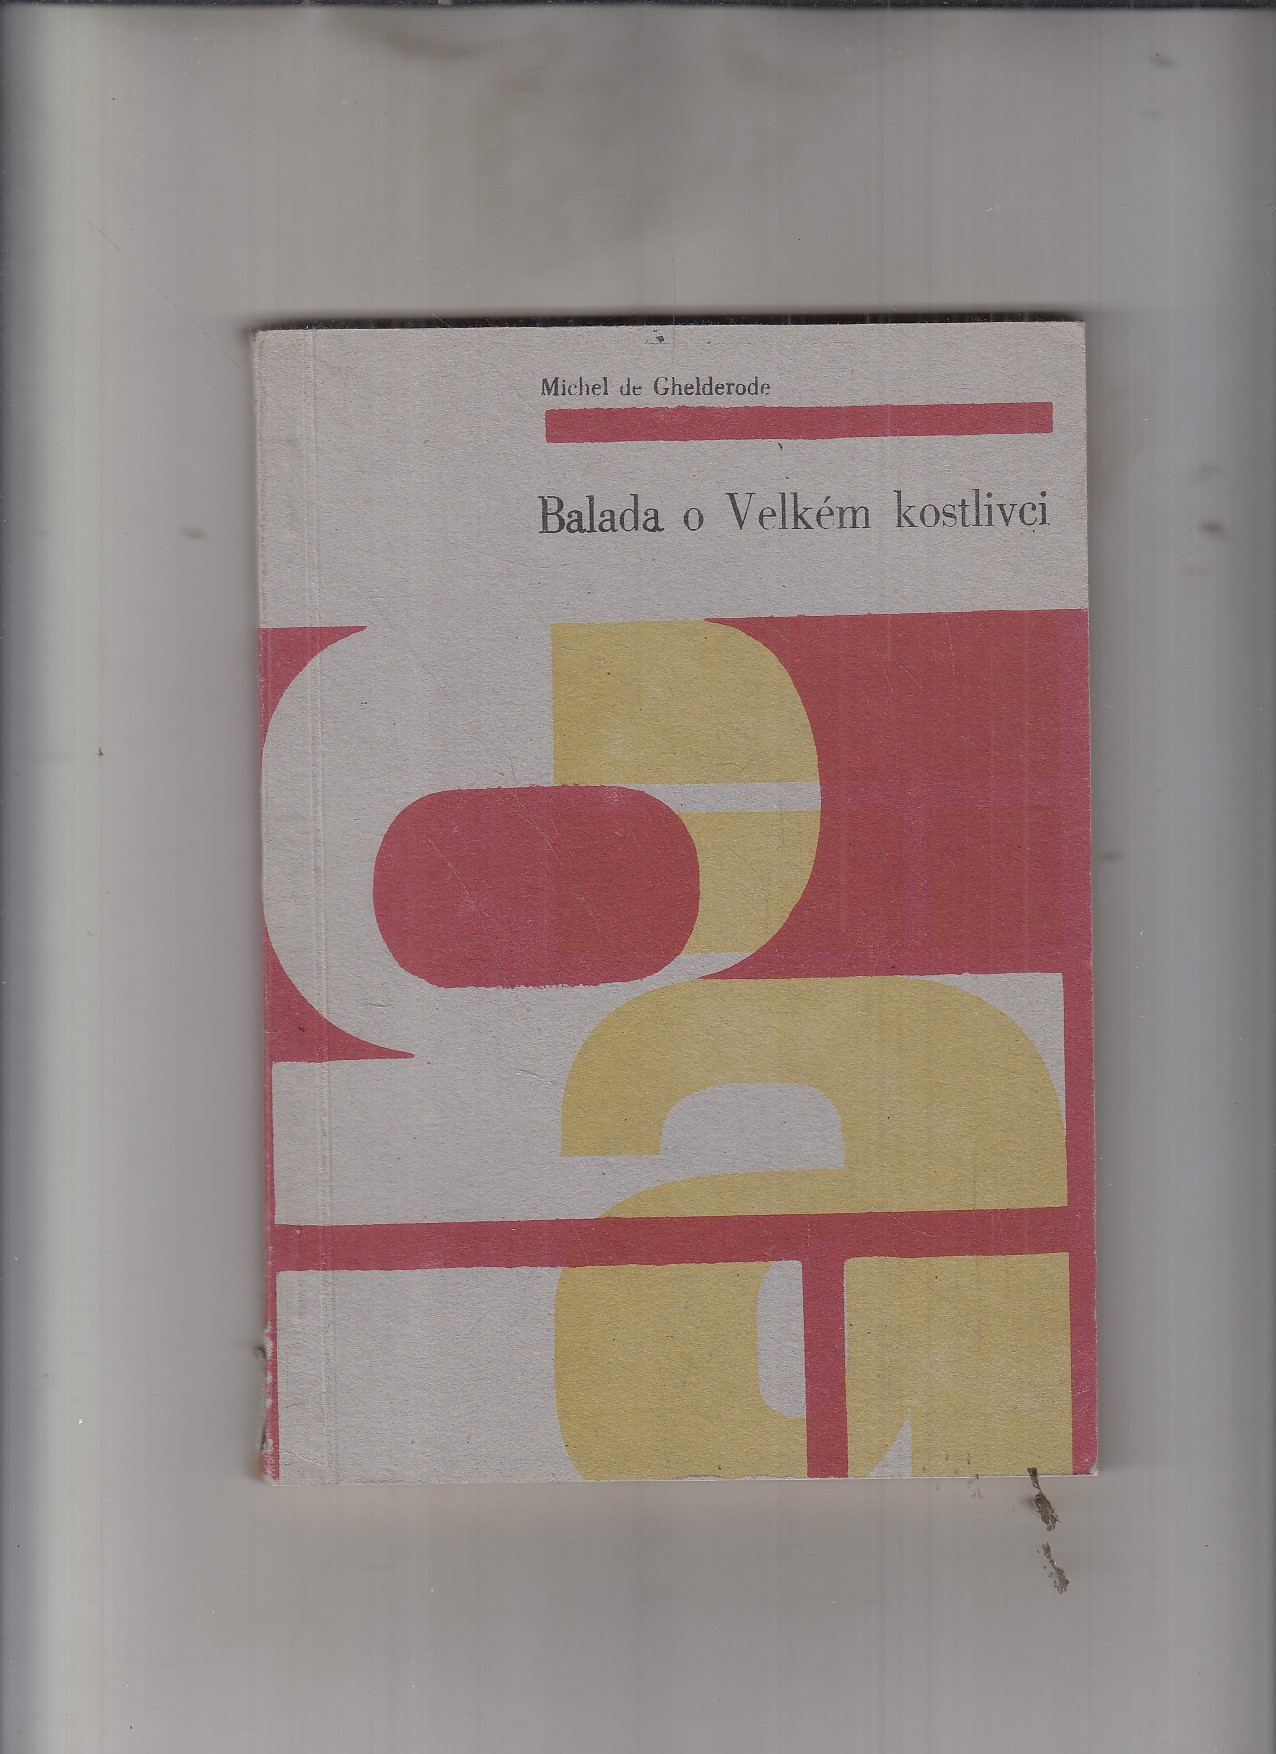 Michel de Ghelderode
Balada o Velkém kostlivci